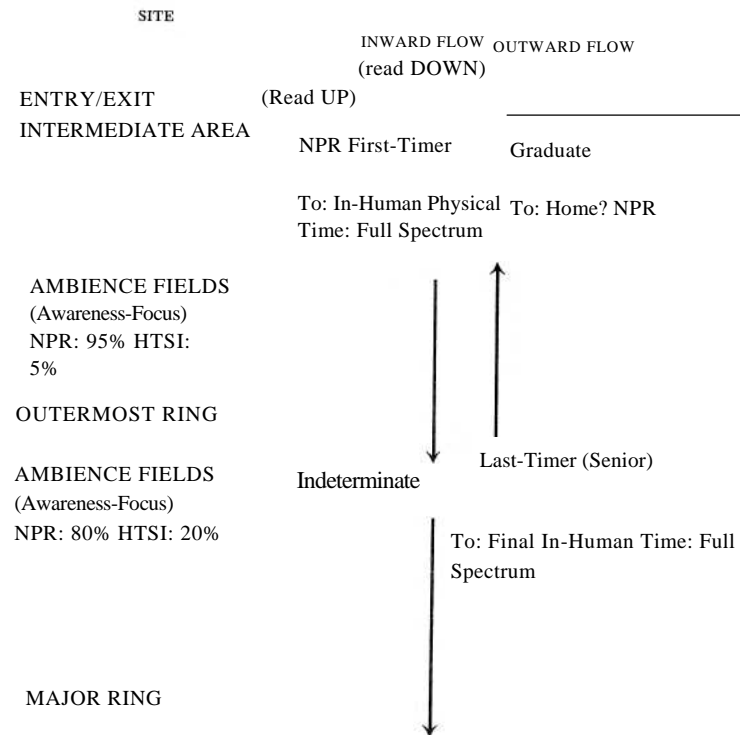 SITE
INWARD FLOW OUTWARD FLOW
(read DOWN)
ENTRY/EXIT (Read UP)
INTERMEDIATE AREA
NPR First-Timer Graduate
To: In-Human Physical To: Home? NPR
Time: Full Spectrum
AMBIENCE FIELDS
(Awareness-Focus)
NPR: 95% HTSI:
5%
OUTERMOST RING
Last-Timer (Senior)
AMBIENCE FIELDS Indeterminate
(Awareness-Focus)
NPR: 80% HTSI: 20%
To: Final In-Human Time: Full
Spectrum
MAJOR RING